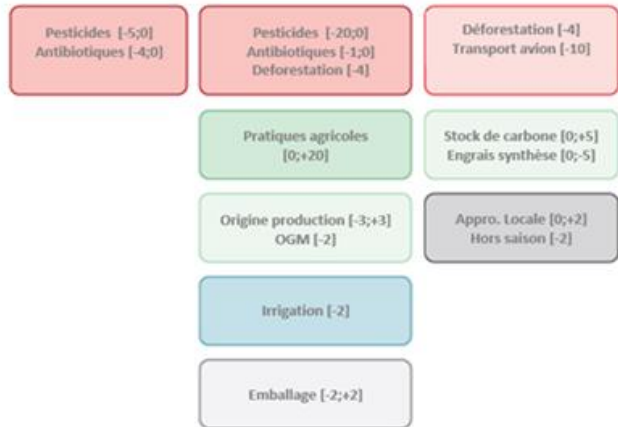 Pesticides [-5;0]
Antibiotiques [-4;0]
Pesticides [-20;0]
Antibiotiques [-1;0]
Deforestation [-4]
Déforestation [-4]
Transport avion [-10]
Pratiques agricoles
[0;+20]
Stock de carbone [0;+5]
Engrais synthèse [0;-5]
Origine production [-3;+3]
OGM [-2]
Appro. Locale [0;+2]
Hors saison [-2]
Irrigation [-2]
Emballage [-2;+2]